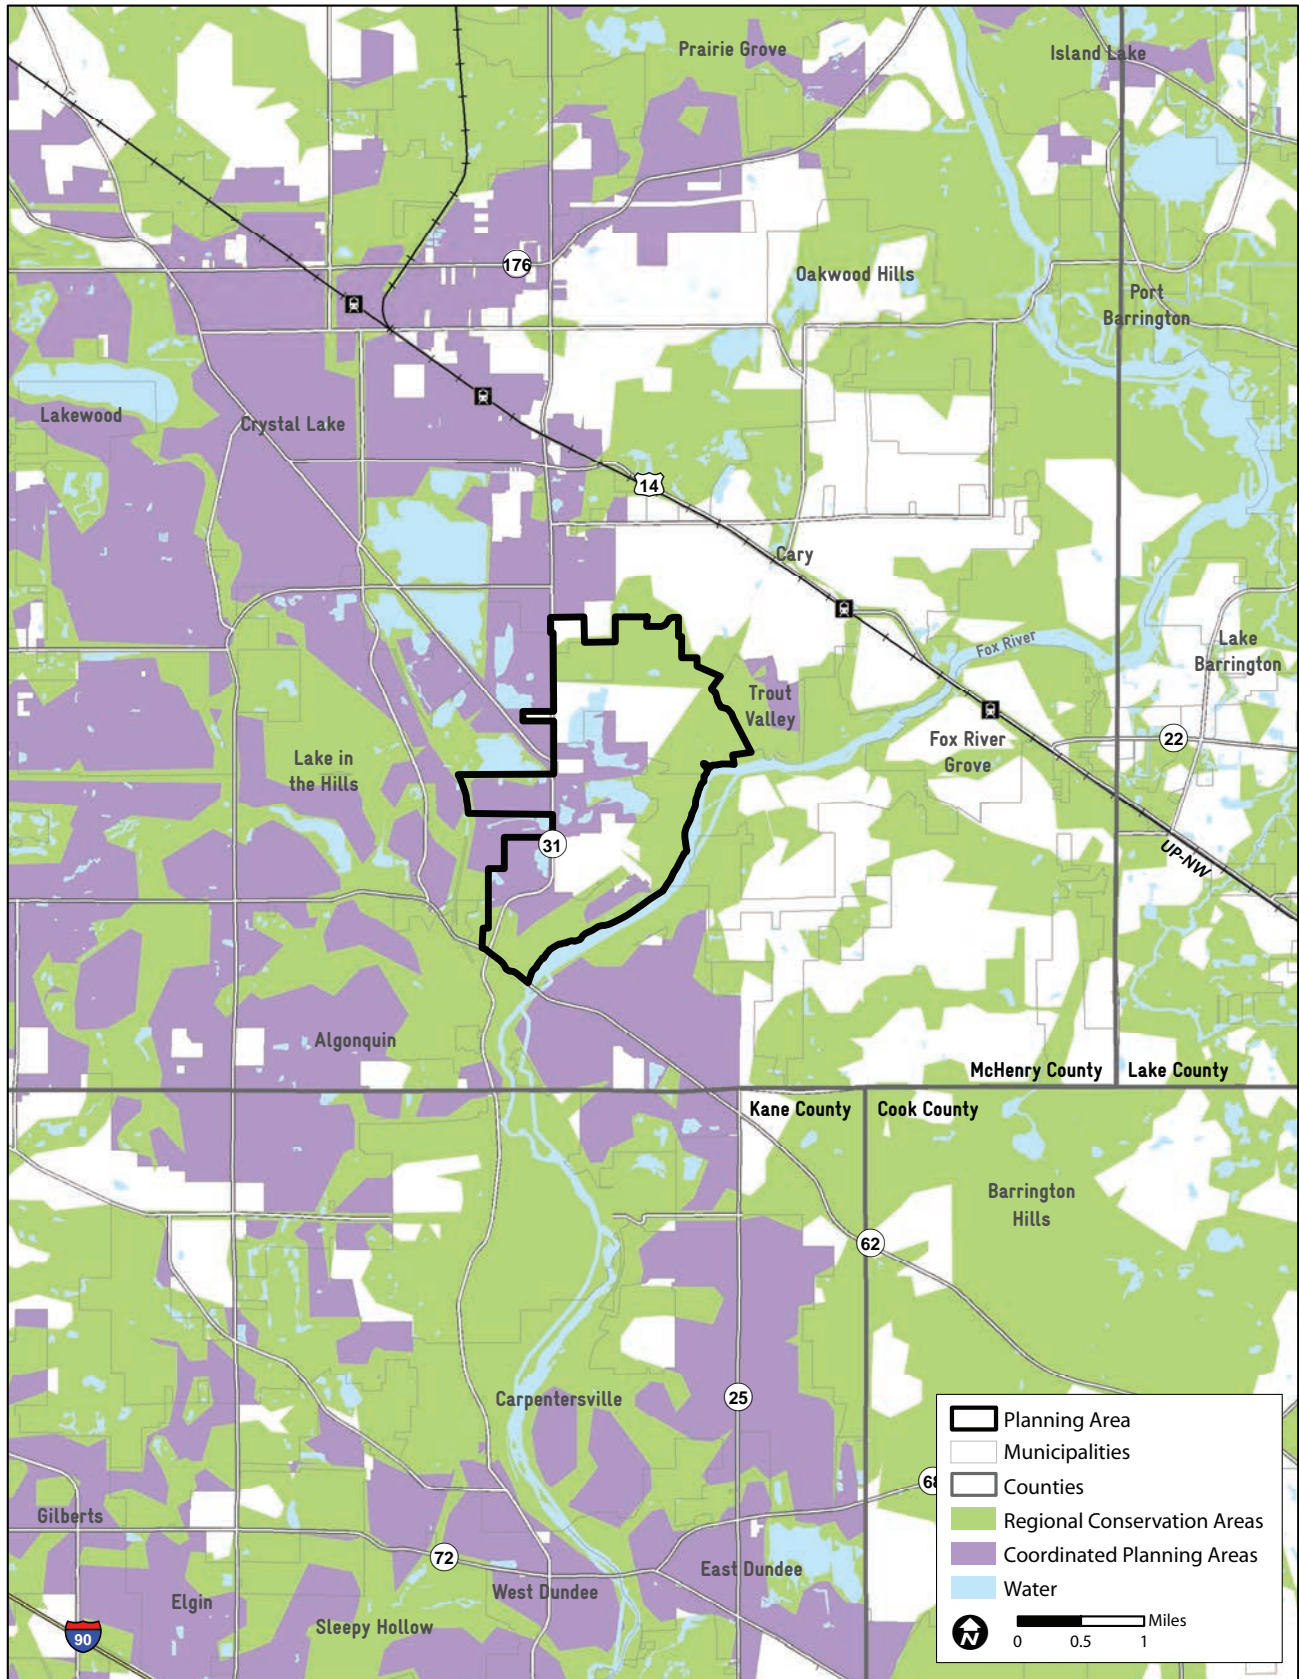 Prairie Grove
Island Lake
176
Oakwood Hills
Port
Barrington
Lakewood
Crystal Lake
14
Cary
Fox River
Lake
Barrington
Trout
Valley
22
Fox River
Grove
Lake in
the Hills
31
UP-NW
Algonquin
McHenry County
Lake County
Kane County
Cook County
Barrington
Hills
62
Carpentersville
25
68
Gilberts
72
East Dundee
West Dundee
Elgin
Sleepy Hollow
90
Planning Area
Municipalities
Counties
Regional Conservation Areas
Coordinated Planning Areas
Water
N
Miles
0 0.5 1